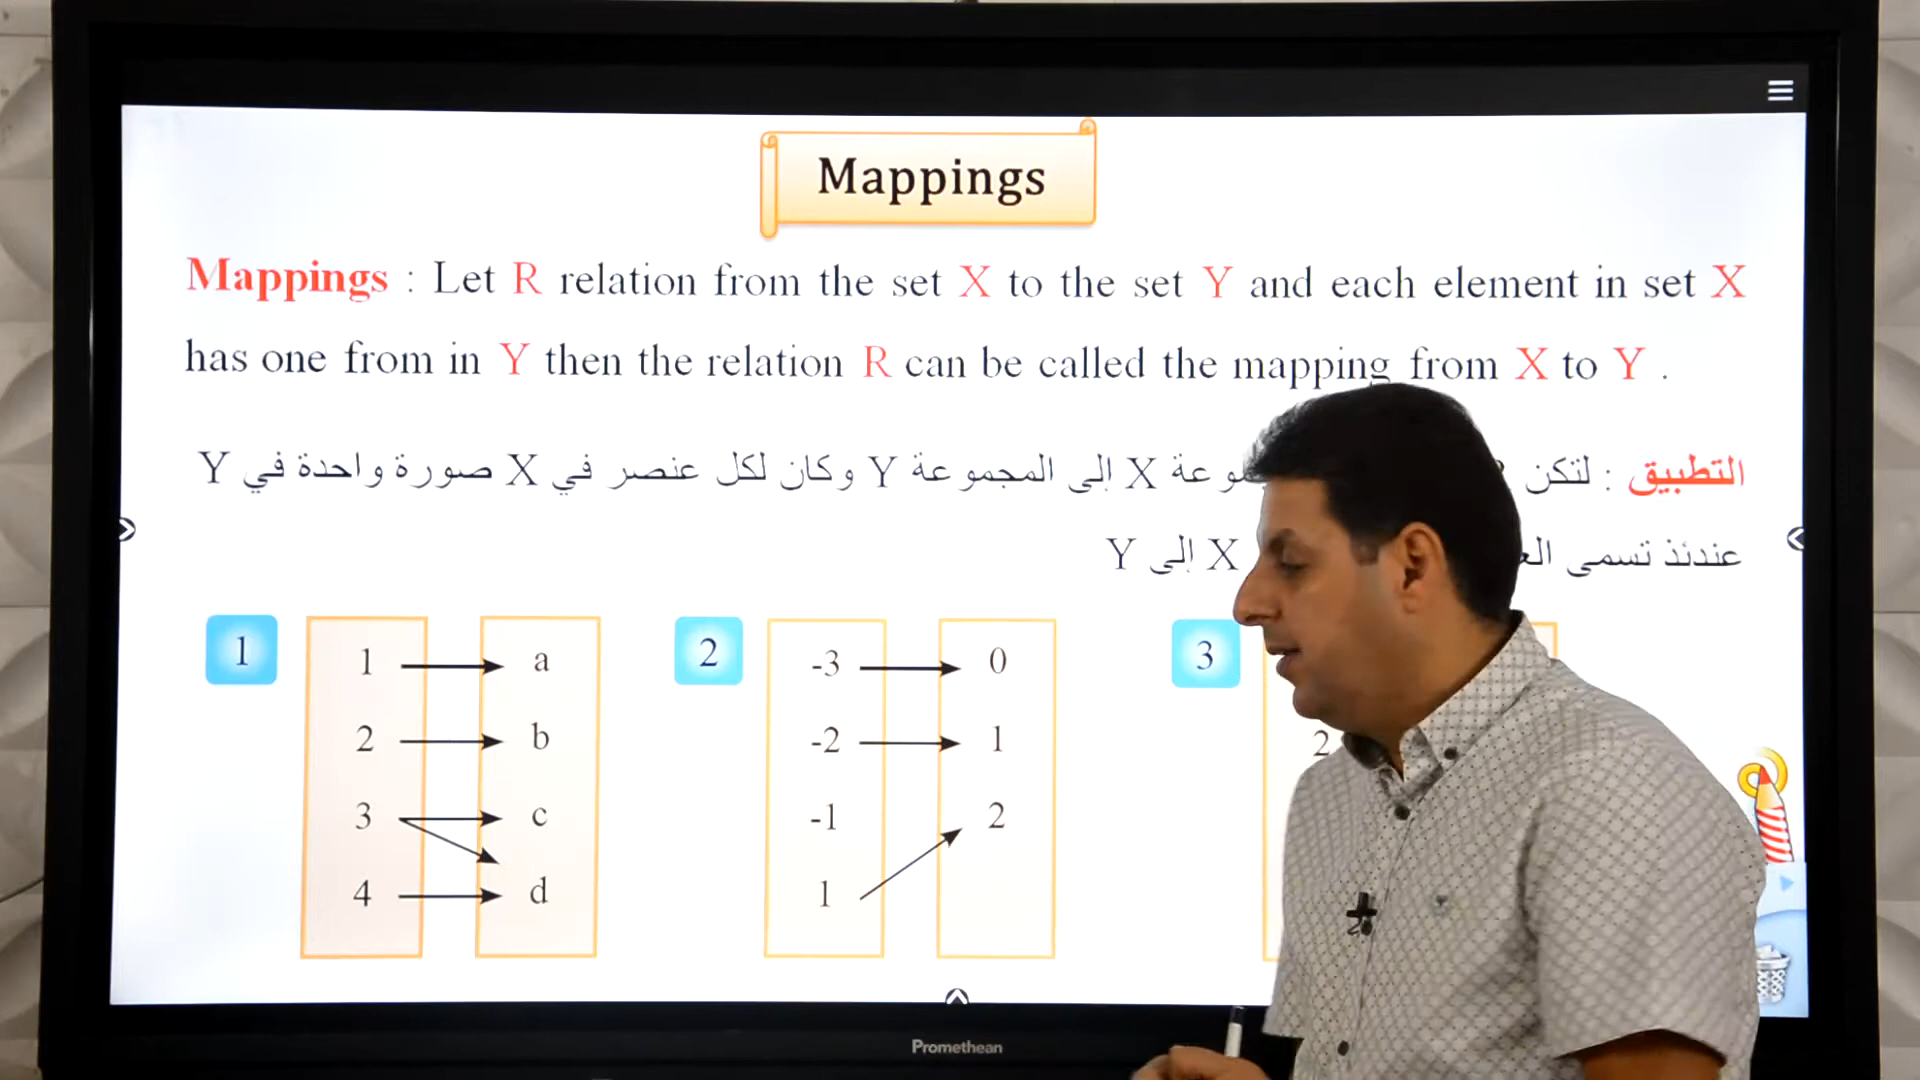 Mappings
Mappings : Let R relation from the set X to the set Y and each element in set X
has one from in Y then the relation R can be called the mapping from X to Y .
التطبيق : لتكن X إلى المجموعة Y وكان لكل عنصر في X صورة واحدة في Y
عندئذ تسمى X إلى Y
1
1 a
2 b
3 c
4 d
2
-3 0
-2 1
-1 2
1
3
2
Promethean